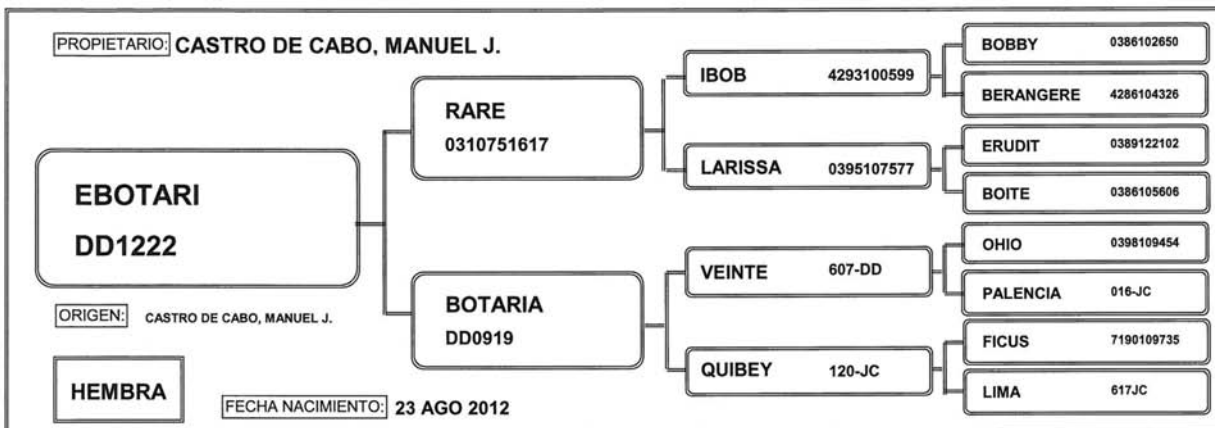 PROPIETARIO: CASTRO DE CABO, MANUEL J.
EBOTARI
DD1222
ORIGEN: CASTRO DE CABO, MANUEL J.
HEMBRA
FECHA NACIMIENTO: 23 AGO 2012
RARE
0310751617
BOTARIA
DD0919
IBOB 4293100599
LARISSA 0395107577
VEINTE 607-DD
QUIBEY 120-JC
BOBBY 0386102650
BERANGERE 4286104326
ERUDIT 0389122102
BOITE 0386105606
OHIO 0398109454
PALENCIA 016-JC
FICUS 7190109735
LIMA 617JC